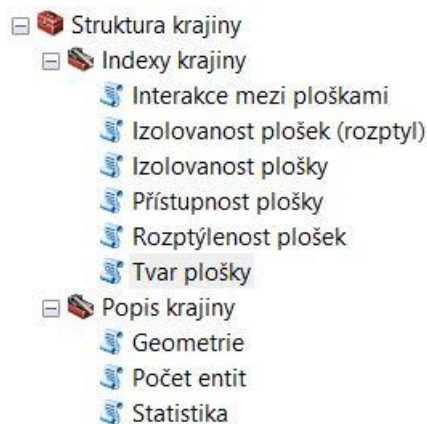 Struktura krajiny
Indexy krajiny
Interakce mezi ploškami
Izolovanost plošek (rozptyl)
Izolovanost plošky
Přístupnost plošky
Rozptýlenost plošek
Tvar plošky
Popis krajiny
Geometrie
Počet entit
Statistika